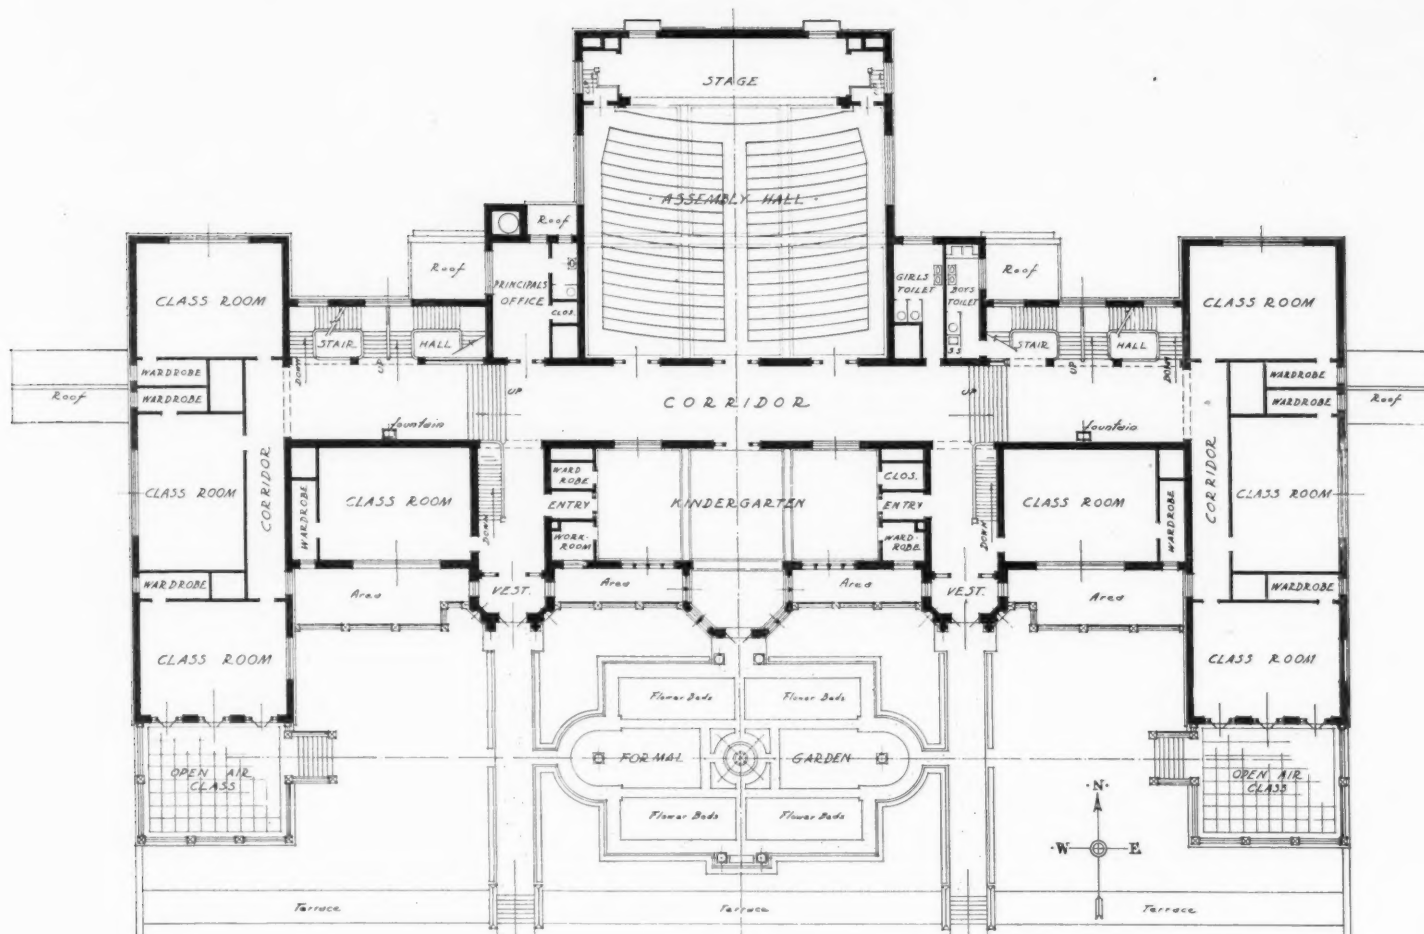 STAGE
UP
UP
ASSEMBLY HALL
Roof
Roof
PRINCIPALS
OFFICE
CLOS.
GIRLS
TOILET
BOYS
TOILET
S.S.
Roof
CLASS ROOM
CLASS ROOM
STAIR
HALL
STAIR
HALL
DOWN
UP
UP
DOWN
WARDROBE
WARDROBE
Roof
UP
CORRIDOR
UP
WARDROBE
WARDROBE
Roof
fountain
fountain
CLASS ROOM
CORRIDOR
WARDROBE
CLASS ROOM
DOWN
WARD
ROBE
ENTRY
WORK-
ROOM
KINDERGARTEN
CLOS.
ENTRY
WARD-
ROBE
DOWN
CLASS ROOM
WARDROBE
CORRIDOR
CLASS ROOM
WARDROBE
Area
VEST.
Area
Area
VEST.
Area
WARDROBE
CLASS ROOM
CLASS ROOM
Flower Beds
Flower Beds
FORMAL
GARDEN
Flower Beds
Flower Beds
OPEN AIR
CLASS
OPEN AIR
CLASS
·N·
·W
E
Terrace
Terrace
Terrace